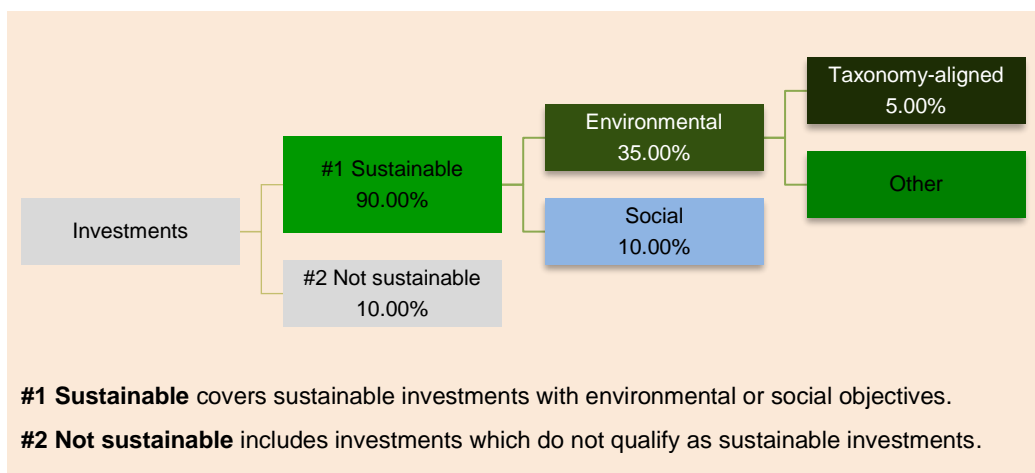 Investments
#1 Sustainable
90.00%
#2 Not sustainable
10.00%
Environmental
35.00%
Social
10.00%
Taxonomy-aligned
5.00%
Other
#1 Sustainable covers sustainable investments with environmental or social objectives.
#2 Not sustainable includes investments which do not qualify as sustainable investments.